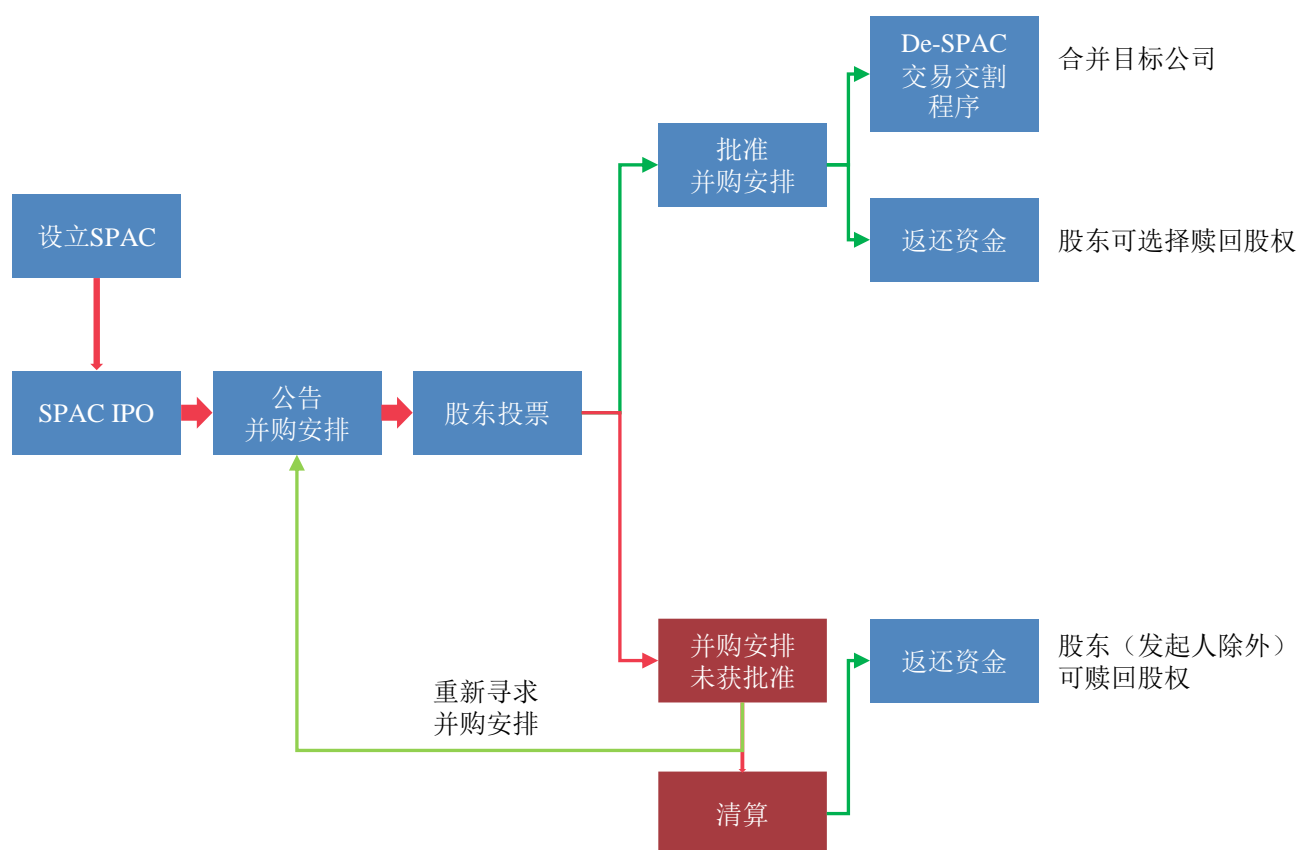 De-SPAC
交易交割
程序
合并目标公司
批准
并购安排
设立SPAC
返还资金
股东可选择赎回股权
SPAC IPO
公告
并购安排
股东投票
并购安排
未获批准
返还资金
股东（发起人除外）
可赎回股权
重新寻求
并购安排
清算